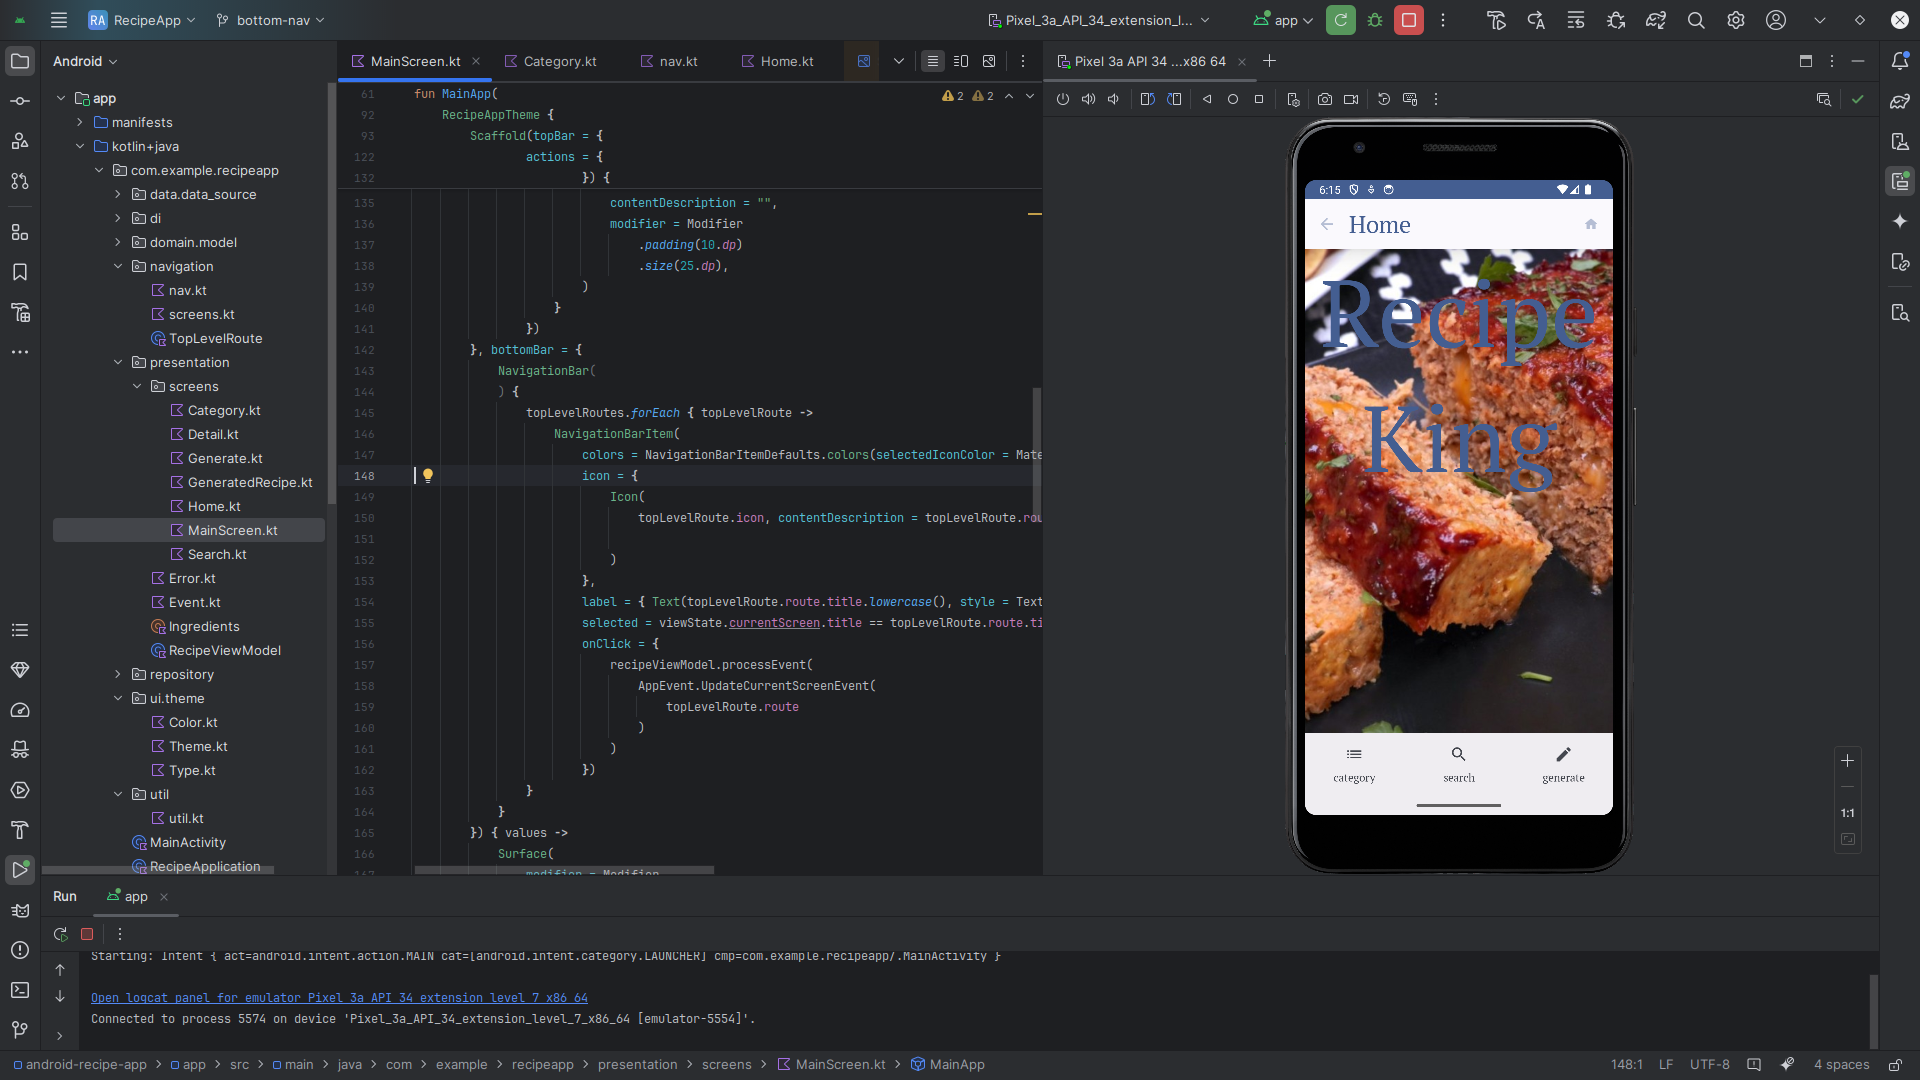 RA RecipeApp bottom-nav Pixel_3a_API_34_extension_l... app
Android MainScreen.kt Category.kt nav.kt Home.kt Pixel 3a API 34 ...x86 64
app
manifests
kotlin+java
com.example.recipeapp
data.data_source
di
domain.model
navigation
nav.kt
screens.kt
TopLevelRoute
presentation
screens
Category.kt
Detail.kt
Generate.kt
GeneratedRecipe.kt
Home.kt
MainScreen.kt
Search.kt
Error.kt
Event.kt
Ingredients
RecipeViewModel
repository
ui.theme
Color.kt
Theme.kt
Type.kt
util
util.kt
MainActivity
RecipeApplication
61 fun MainApp( 2 2
92 RecipeAppTheme {
93 Scaffold(topBar = {
122 actions = {
132 }) {
135 contentDescription = "",
136 modifier = Modifier
137 .padding(10.dp)
138 .size(25.dp),
139 )
140 }
141 })
142 }, bottomBar = {
143 NavigationBar(
144 ) {
145 topLevelRoutes.forEach { topLevelRoute ->
146 NavigationBarItem(
147 colors = NavigationBarItemDefaults.colors(selectedIconColor = Mate
148 icon = {
149 Icon(
150 topLevelRoute.icon, contentDescription = topLevelRoute.rou
151
152 )
153 },
154 label = { Text(topLevelRoute.route.title.lowercase(), style = Text
155 selected = viewState.currentScreen.title == topLevelRoute.route.ti
156 onClick = {
157 recipeViewModel.processEvent(
158 AppEvent.UpdateCurrentScreenEvent(
159 topLevelRoute.route
160 )
161 )
162 })
163 }
164 }
165 }) { values ->
166 Surface(
167 modifier = Modifier
6:15
Home
Recipe
King
category search generate
1:1
Run app
Starting: Intent { act=android.intent.action.MAIN cat=[android.intent.category.LAUNCHER] cmp=com.example.recipeapp/.MainActivity }
Open logcat panel for emulator Pixel 3a API 34 extension level 7 x86 64
Connected to process 5574 on device 'Pixel_3a_API_34_extension_level_7_x86_64 [emulator-5554]'.
android-recipe-app > app > src > main > java > com > example > recipeapp > presentation > screens > MainScreen.kt > MainApp 148:1 LF UTF-8 4 spaces